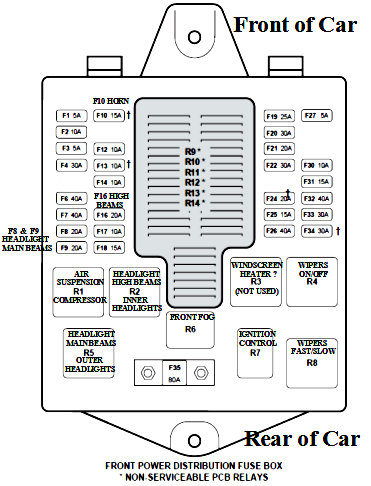 Front of Car
F10 HORN
F1 5A
F10 15A †
F2 10A
F3 5A
F12 10A
F4 30A
F13 10A †
F14 10A
F16 HIGH
BEAMS
F6 40A
F7 40A
F16 20A
F8 & F9
HEADLIGHT
MAIN BEAMS
F8 20A
F17 10A
F9 20A
F18 15A
R9 *
R10 *
R11 *
R12 *
R13 *
R14 *
F19 25A
F27 5A
F20 30A
F21 20A
F22 30A
F30 10A
F31 15A
†
F24 20A
F32 40A
F25 15A
F33 30A
F26 40A
F34 30A †
AIR
SUSPENSION
R1
COMPRESSOR
HEADLIGHT
HIGH BEAMS
R2
INNER
HEADLIGHTS
WINDSCREEN
HEATER ?
R3
(NOT USED)
WIPERS
ON/OFF
R4
FRONT FOG
R6
HEADLIGHT
MAINBEAMS
R5
OUTER
HEADLIGHTS
IGNITION
CONTROL
R7
WIPERS
FAST/SLOW
R8
F35
80A
Rear of Car
FRONT POWER DISTRIBUTION FUSE BOX
* NON-SERVICEABLE PCB RELAYS